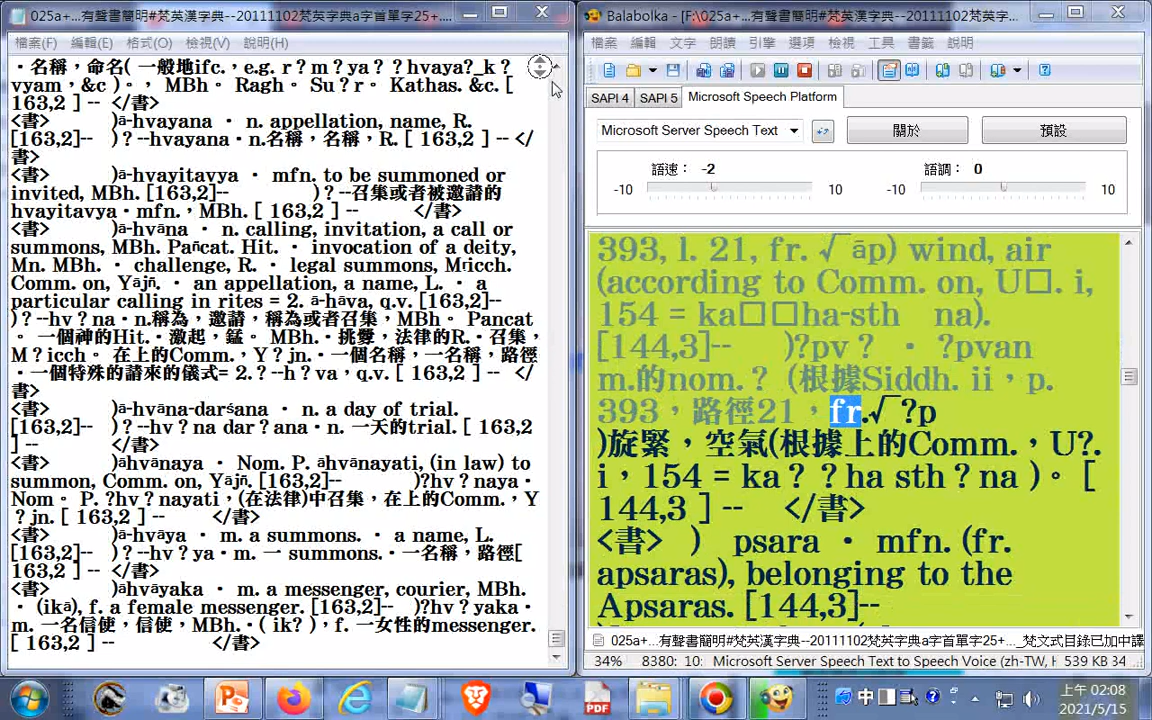 025a+...有聲書簡明#梵英漢字典--20111102梵英字典a字首單字25+...
檔案(F) 編輯(E) 格式(O) 檢視(V) 說明(H)
・名稱，命名( 一般地ifc.，e.g. r？m？ya？？hvaya?_k？
vyam，&c )。， MBh。 Ragh。 Su？r。 Kathas. &c. [
163,2] -- </書>
<書> )ā-hvayana ・ n. appellation, name, R.
[163,2]-- )？--hvayana・n.名稱，名稱，R. [ 163,2 ] -- </
書>
<書> )ā-hvayitavya ・ mfn. to be summoned or
invited, MBh. [163,2]-- )？--召集或者被邀請的
hvayitavya・mfn.，MBh. [ 163,2 ] -- </書>
<書> )ā-hvāna ・ n. calling, invitation, a call or
summons, MBh. Pañcat. Hit. ・ invocation of a deity,
Mn. MBh. ・ challenge, R. ・ legal summons, Mricch.
Comm. on, Yājñ. ・ an appellation, a name, L. ・ a
particular calling in rites = 2. ā-hāva, q.v. [163,2]--
)？--hv？na・n.稱為，邀請，稱為或者召集，MBh。 Pancat
。 一個神的Hit.・激起，錳。 MBh.・挑釁，法律的R.・召集，
M？icch。 在上的Comm.，Y？jn.・一個名稱，一名稱，路徑
・一個特殊的請來的儀式= 2.？--h？va，q.v. [ 163,2 ] -- </
書>
<書> )ā-hvāna-darśana ・ n. a day of trial.
[163,2]-- )？--hv？na dar？ana・n. 一天的trial. [ 163,2
] -- </書>
<書> )āhvānaya ・ Nom. P. āhvānayati, (in law) to
summon, Comm. on, Yājñ. [163,2]-- )?hv？naya・
Nom。 P. ?hv？nayati，(在法律)中召集，在上的Comm.，Y
？jn. [ 163,2 ] -- </書>
<書> )ā-hvāya ・ m. a summons. ・ a name, L.
[163,2]-- )？--hv？ya・m. 一 summons.・一名稱，路徑[
163,2 ] -- </書>
<書> )āhvāyaka ・ m. a messenger, courier, MBh.
・ (ikā), f. a female messenger. [163,2]-- )?hv？yaka・
m. 一名信使，信使，MBh.・( ik？)，f. 一女性的messenger.
[ 163,2 ] -- </書>
Balabolka - [F:\025a+...有聲書簡明#梵英漢字典--20111102梵英字...
檔案 編輯 文字 朗讀 引擎 選項 檢視 工具 書籤 說明
SAPI 4 SAPI 5 Microsoft Speech Platform
Microsoft Server Speech Text 關於 預設
語速： -2 語調： 0
-10 10 -10 10
393, l. 21, fr. √ āp) wind, air
(according to Comm. on, U□. i,
154 = ka□□ha-sth na).
[144,3]-- )?pv？ ・ ?pvan
m.的nom.？ (根據Siddh. ii，p.
393，路徑21，fr.√ ?p
)旋緊，空氣(根據上的Comm.，U?.
i，154 = ka？？ha sth？na )。 [
144,3 ] -- </書>
<書> ) psara ・ mfn. (fr.
apsaras), belonging to the
Apsaras. [144,3]--
025a+...有聲書簡明#梵英漢字典--20111102梵英字典a字首單字25+..._梵文式目錄已加中譯
34% 8380: 10: Microsoft Server Speech Text to Speech Voice (zh-TW, H 539 KB 34
中
上午 02:08
2021/5/15